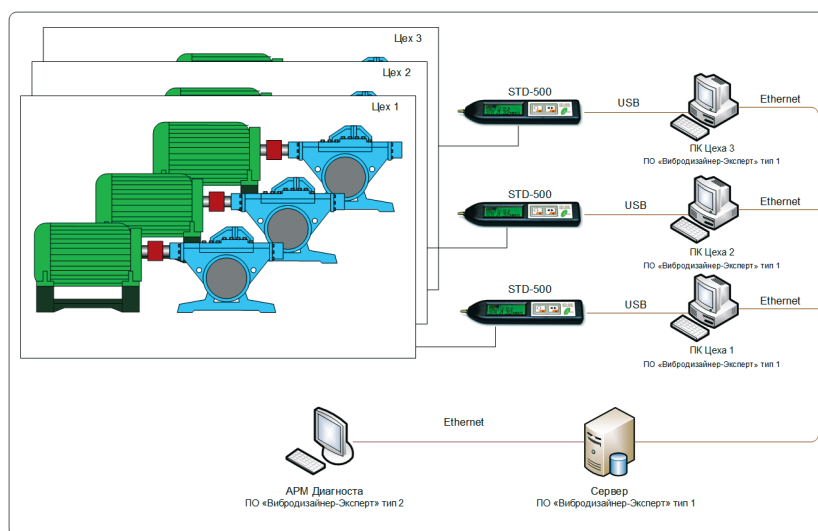 Цех 3
Цех 2
Цех 1
STD-500
USB
Ethernet
ПК Цеха 3
ПО «Вибродизайнер-Эксперт» тип 1
STD-500
USB
Ethernet
ПК Цеха 2
ПО «Вибродизайнер-Эксперт» тип 1
STD-500
USB
Ethernet
ПК Цеха 1
ПО «Вибродизайнер-Эксперт» тип 1
Ethernet
АРМ Диагноста
ПО «Вибродизайнер-Эксперт» тип 2
Сервер
ПО «Вибродизайнер-Эксперт» тип 1